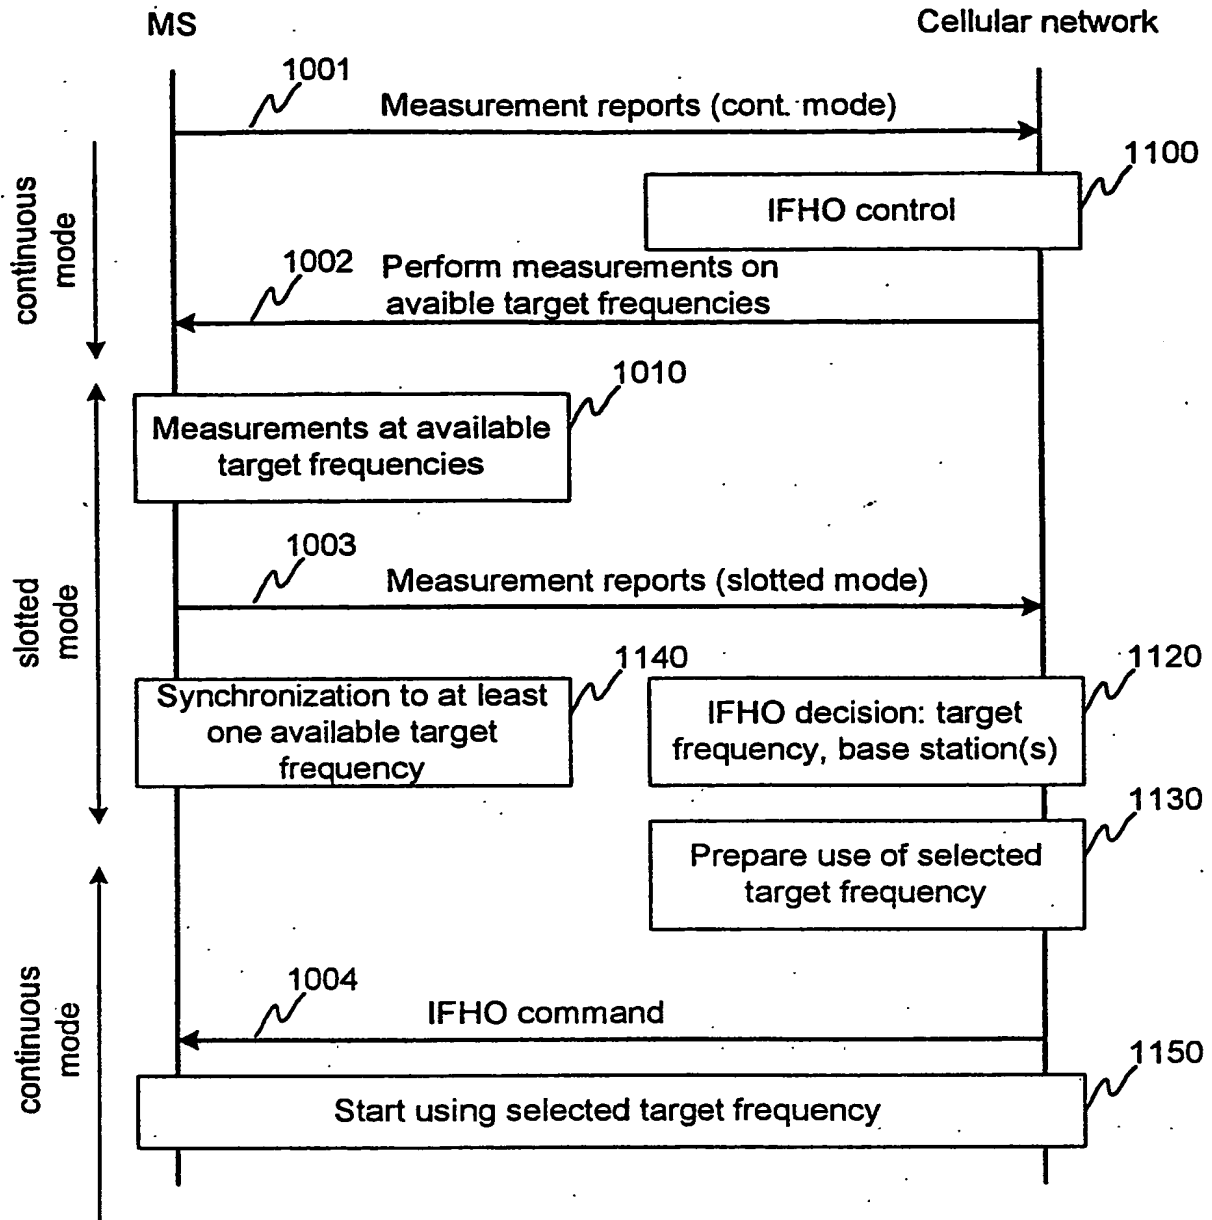 MS
Cellular network
1001
Measurement reports (cont. mode)
1100
IFHO control
continuous
mode
1002
Perform measurements on
avaible target frequencies
1010
Measurements at available
target frequencies
1003
Measurement reports (slotted mode)
slotted
mode
1140
Synchronization to at least
one available target
frequency
1120
IFHO decision: target
frequency, base station(s)
1130
Prepare use of selected
target frequency
continuous
mode
1004
IFHO command
1150
Start using selected target frequency